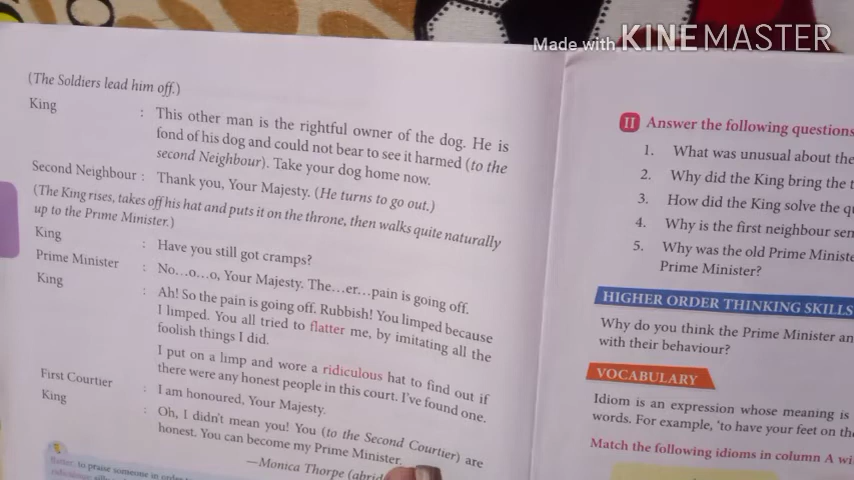 Made with KINEMASTER
(The Soldiers lead him off.)
King : This other man is the rightful owner of the dog. He is
fond of his dog and could not bear to see it harmed (to the
second Neighbour). Take your dog home now.
Second Neighbour : Thank you, Your Majesty. (He turns to go out.)
(The King rises, takes off his hat and puts it on the throne, then walks quite naturally
up to the Prime Minister.)
King : Have you still got cramps?
Prime Minister : No...o...o, Your Majesty. The...er...pain is going off.
King : Ah! So the pain is going off. Rubbish! You limped because
I limped. You all tried to flatter me, by imitating all the
foolish things I did.
I put on a limp and wore a ridiculous hat to find out if
there were any honest people in this court. I've found one.
First Courtier : I am honoured, Your Majesty.
King : Oh, I didn't mean you! You (to the Second Courtier) are
honest. You can become my Prime Minister.
—Monica Thorpe
flatter: to praise someone in order
II Answer the following questions
1. What was unusual about the
2. Why did the King bring the
3. How did the King solve the
4. Why is the first neighbour
5. Why was the old Prime
Prime Minister?
HIGHER ORDER THINKING SKILLS
Why do you think the Prime Minister
with their behaviour?
VOCABULARY
Idiom is an expression whose meaning is
words. For example, 'to have your feet on the
Match the following idioms in column A